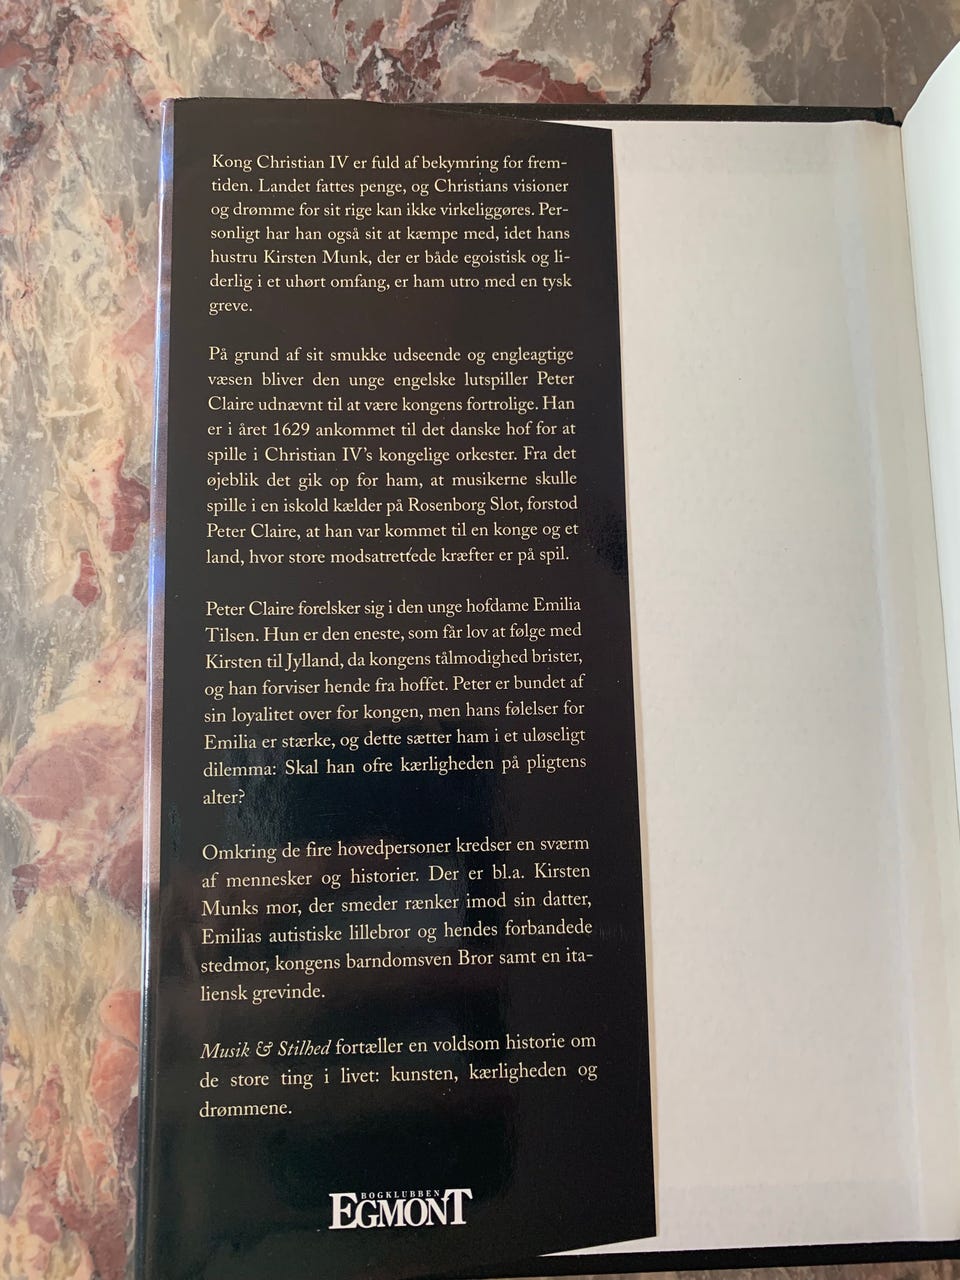 Kong Christian IV er fuld af bekymring for frem-
tiden. Landet fattes penge, og Christians visioner
og drømme for sit rige kan ikke virkeliggøres. Per-
sonligt har han også sit at kæmpe med, idet hans
hustru Kirsten Munk, der er både egoistisk og li-
derlig i et uhørt omfang, er ham utro med en tysk
greve.
På grund af sit smukke udseende og engleagtige
væsen bliver den unge engelske lutspiller Peter
Claire udnævnt til at være kongens fortrolige. Han
er i året 1629 ankommet til det danske hof for at
spille i Christian IV's kongelige orkester. Fra det
øjeblik det gik op for ham, at musikerne skulle
spille i en iskold kælder på Rosenborg Slot, forstod
Peter Claire, at han var kommet til en konge og et
land, hvor store modsatrettede kræfter er på spil.
Peter Claire forelsker sig i den unge hofdame Emilia
Tilsen. Hun er den eneste, som får lov at følge med
Kirsten til Jylland, da kongens tålmodighed brister,
og han forviser hende fra hoffet. Peter er bundet af
sin loyalitet over for kongen, men hans følelser for
Emilia er stærke, og dette sætter ham i et uløseligt
dilemma: Skal han ofre kærligheden på pligtens
alter?
Omkring de fire hovedpersoner kredser en sværm
af mennesker og historier. Der er bl.a. Kirsten
Munks mor, der smeder rænker imod sin datter,
Emilias autistiske lillebror og hendes forbandede
stedmor, kongens barndomsven Bror samt en ita-
liensk grevinde.
Musik & Stilhed fortæller en voldsom historie om
de store ting i livet: kunsten, kærligheden og
drømmene.
BOGKLUBBEN
EGMONT